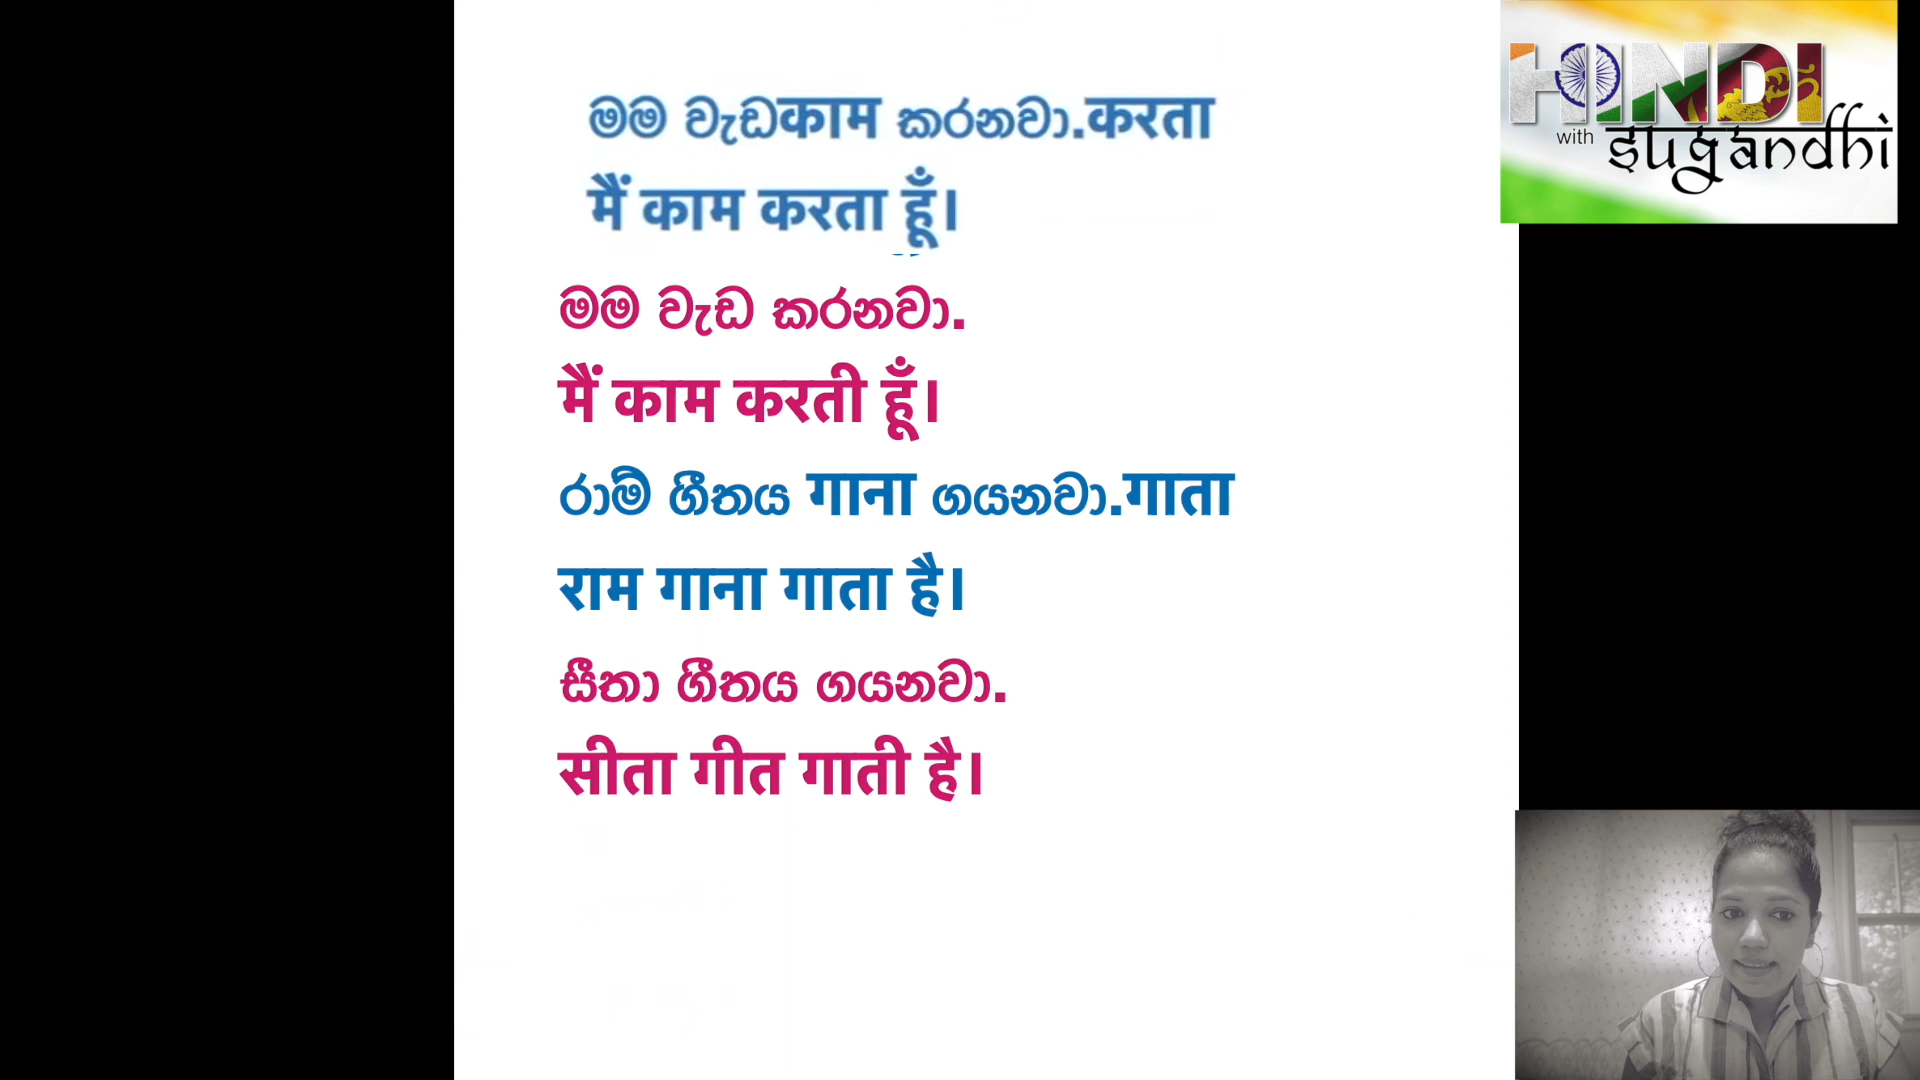 මම වැඩකाම කරනවා.करता
मैं काम करता हूँ।
මම වැඩ කරනවා.
मैं काम करती हूँ।
රාම් ගීතය गाना ගයනවා.गाता
राम गाना गाता है।
සීතා ගීතය ගයනවා.
सीता गीत गाती है।
HINDI
with
sugandhi